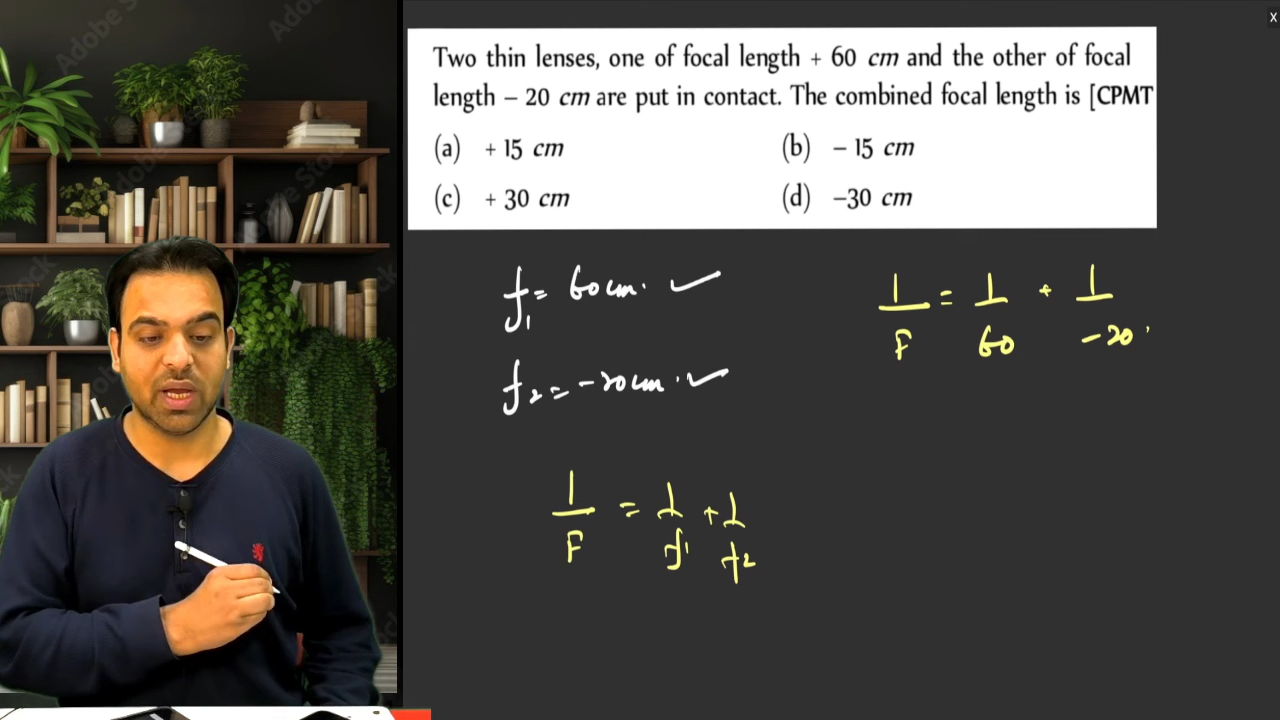 Two thin lenses, one of focal length + 60 cm and the other of focal
length – 20 cm are put in contact. The combined focal length is [CPMT
(a) + 15 cm (b) – 15 cm
(c) + 30 cm (d) –30 cm
f1 = 60cm. ✓
1/F = 1/60 + 1/-20
f2 = -20cm. ✓
1/F = 1/f1 + 1/f2
X
Adobe Stock